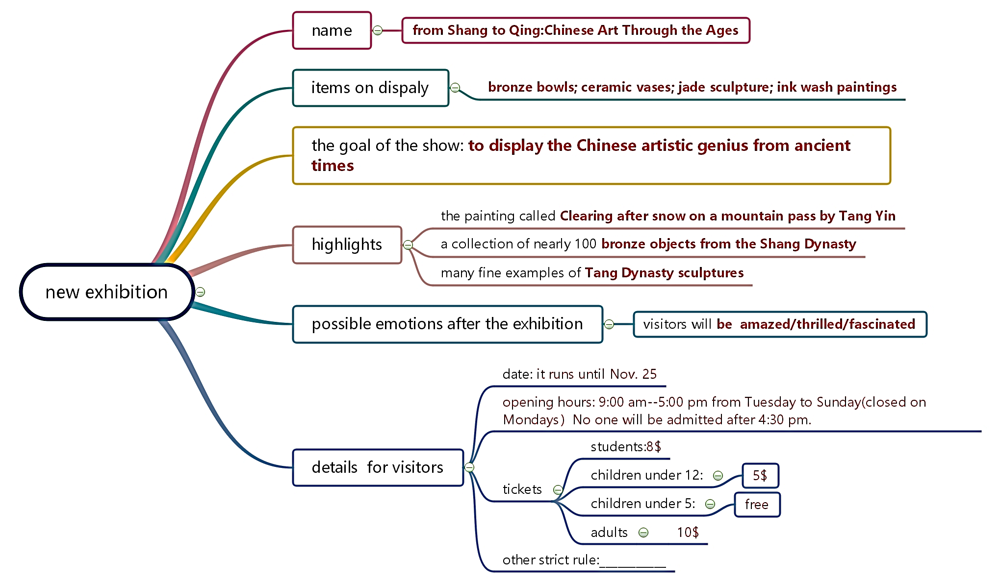 name
from Shang to Qing:Chinese Art Through the Ages
items on dispaly
bronze bowls; ceramic vases; jade sculpture; ink wash paintings
the goal of the show: to display the Chinese artistic genius from ancient
times
highlights
the painting called Clearing after snow on a mountain pass by Tang Yin
a collection of nearly 100 bronze objects from the Shang Dynasty
many fine examples of Tang Dynasty sculptures
new exhibition
possible emotions after the exhibition
visitors will be  amazed/thrilled/fascinated
details  for visitors
date: it runs until Nov. 25
opening hours: 9:00 am--5:00 pm from Tuesday to Sunday(closed on
Mondays)  No one will be admitted after 4:30 pm.
tickets
students:8$
children under 12:
5$
children under 5:
free
adults
10$
other strict rule:__________